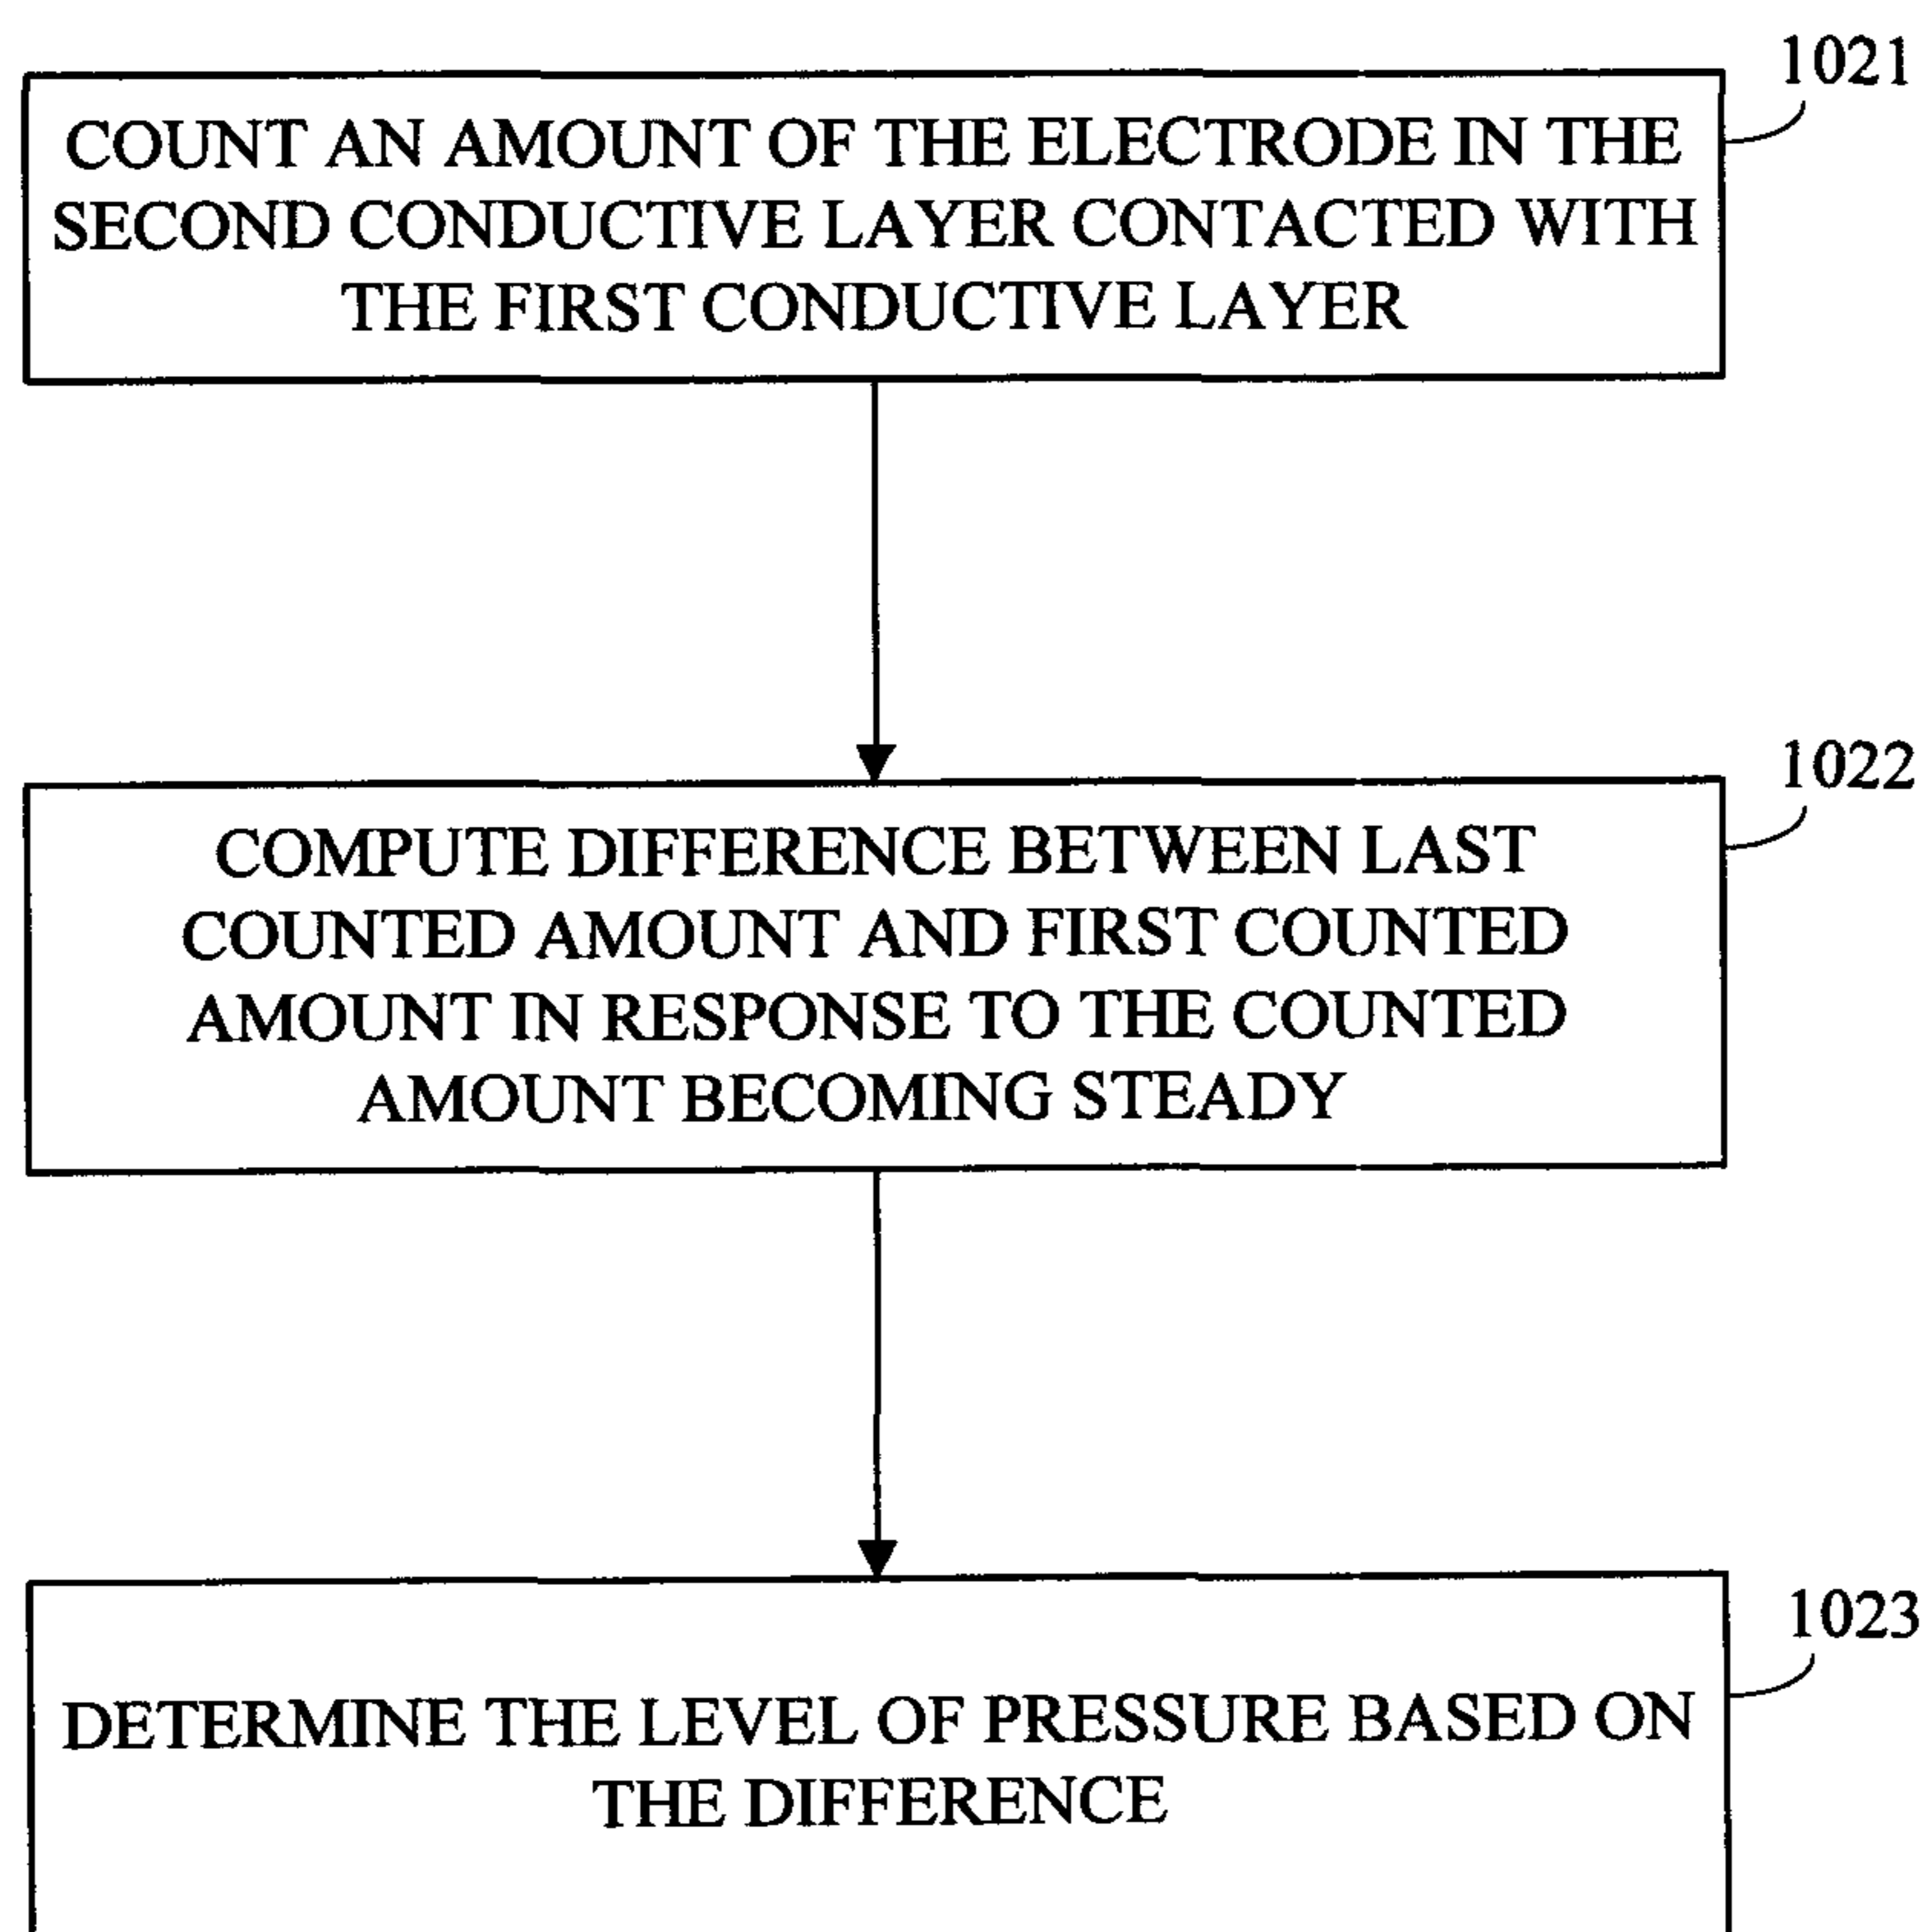 1021
COUNT AN AMOUNT OF THE ELECTRODE IN THE
SECOND CONDUCTIVE LAYER CONTACTED WITH
THE FIRST CONDUCTIVE LAYER
1022
COMPUTE DIFFERENCE BETWEEN LAST
COUNTED AMOUNT AND FIRST COUNTED
AMOUNT IN RESPONSE TO THE COUNTED
AMOUNT BECOMING STEADY
1023
DETERMINE THE LEVEL OF PRESSURE BASED ON
THE DIFFERENCE